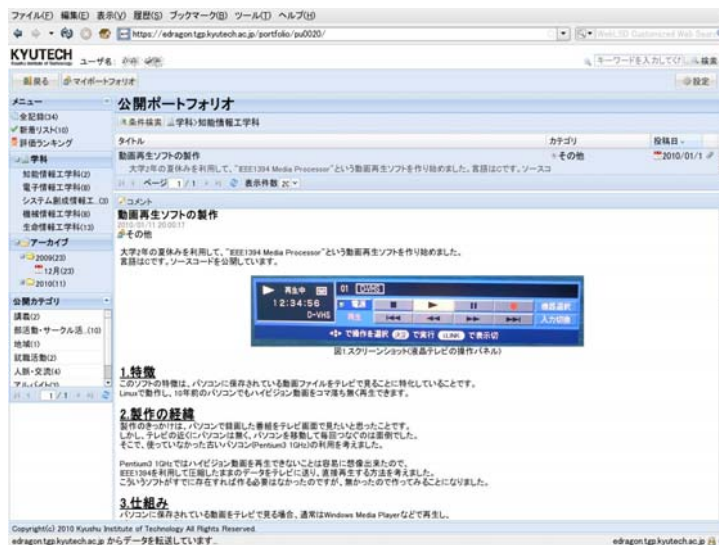 ファイル(F) 編集(E) 表示(V) 履歴(S) ブックマーク(B) ツール(T) ヘルプ(H)
https://edragon.tgp.kyutech.ac.jp/portfolio/pu0020/
KYUTECH
ユーザ名:
キーワードを入力してくだ
検索
戻る マイポートフォリオ
設定
メニュー
全記録(34)
新着リスト(10)
評価ランキング
学科
知能情報工学科(2)
電子情報工学科(8)
システム創成情報工
機械情報工学科(8)
生命情報工学科(13)
アーカイブ
2009(23)
12月(23)
2010(11)
公開カテゴリ
講義(2)
部活動・サークル活..(10)
地域(1)
就職活動(2)
人脈・交流(4)
1 / 1
公開ポートフォリオ
条件検索 学科>知能情報工学科
タイトル カテゴリ 投稿日
動画再生ソフトの製作 その他 2010/01/1
大学2年の夏休みを利用して、"IEEE1394 Media Processor"という動画再生ソフトを作り始めました。言語はCです。ソースコ
ページ 1 / 1 表示件数
コメント
動画再生ソフトの製作
2010/01/11 20:00:17
その他
大学2年の夏休みを利用して、"IEEE1394 Media Processor"という動画再生ソフトを作り始めました。
言語はCです。ソースコードを公開しています。
再生中 01 D-VHS
12:34:56 電源
D-VHS 再生 入力切換
で操作を選択 で実行 で表示切
図1.スクリーンショット(液晶テレビの操作パネル)
1.特徴
このソフトの特徴は、パソコンに保存されている動画ファイルをテレビで見ることに特化していることです。
Linuxで動作し、10年前のパソコンでもハイビジョン動画をコマ落ち無く再生できます。
2.製作の経緯
製作のきっかけは、パソコンで録画した番組をテレビ画面で見たいと思ったことです。
しかし、テレビの近くにパソコンは無く、パソコンを移動して毎回つなぐのは面倒でした。
そこで、使っていなかった古いパソコン(Pentium3 1GHz)の利用を考えました。
Pentium3 1GHzではハイビジョン動画を再生できないことは容易に想像出来たので、
IEEE1394を利用して圧縮したままのデータをテレビに送り、直接再生する方法を考えました。
こういうソフトがすでに存在すれば作る必要はなかったのですが、無かったので作ってみることになりました。
3.仕組み
パソコンに保存されている動画をテレビで見る場合、通常はWindows Media Playerなどで再生し、
Copyright(c) 2010 Kyushu Institute of Technology All Rights Reserved.
edragon.tgp.kyutech.ac.jp からデータを転送しています...
edragon.tgp.kyutech.ac.jp